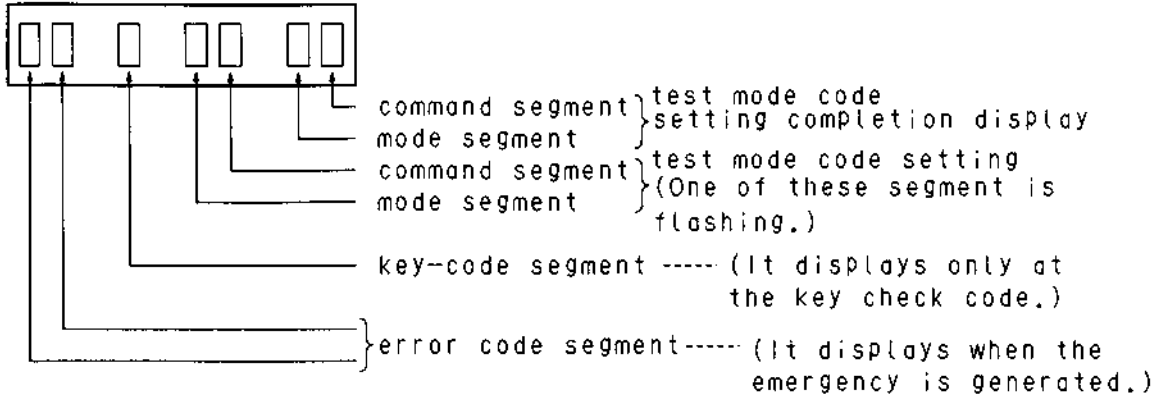 command segment
mode segment
test mode code
setting completion display
command segment
mode segment
test mode code setting
(One of these segment is
flashing.)
key-code segment ----- (It displays only at
the key check code.)
error code segment ----- (It displays when the
emergency is generated.)